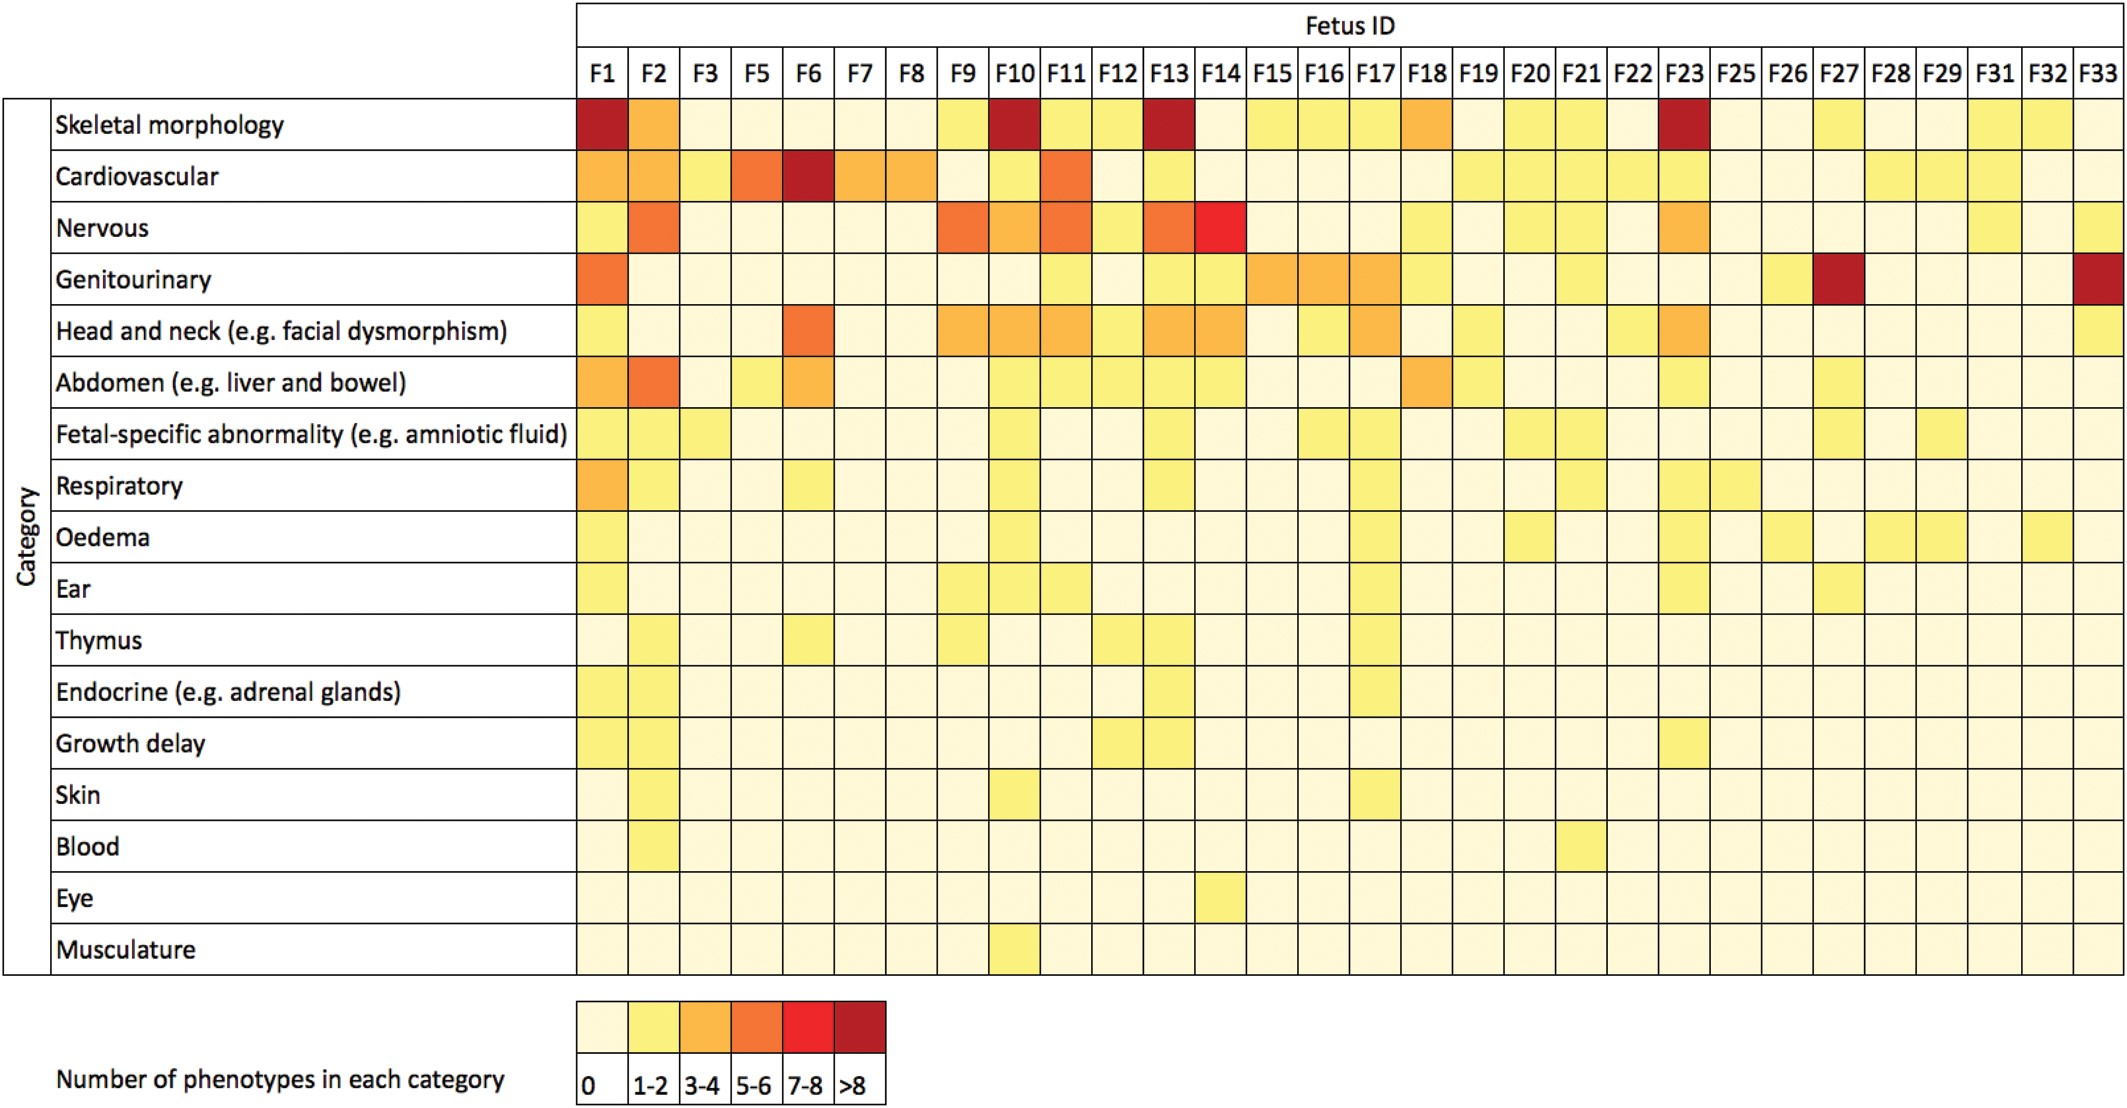 Fetus ID
F1 F2 F3 F5 F6 F7 F8 F9 F10 F11 F12 F13 F14 F15 F16 F17 F18 F19 F20 F21 F22 F23 F25 F26 F27 F28 F29 F31 F32 F33
Category
Skeletal morphology
Cardiovascular
Nervous
Genitourinary
Head and neck (e.g. facial dysmorphism)
Abdomen (e.g. liver and bowel)
Fetal-specific abnormality (e.g. amniotic fluid)
Respiratory
Oedema
Ear
Thymus
Endocrine (e.g. adrenal glands)
Growth delay
Skin
Blood
Eye
Musculature
Number of phenotypes in each category
0 1-2 3-4 5-6 7-8 >8